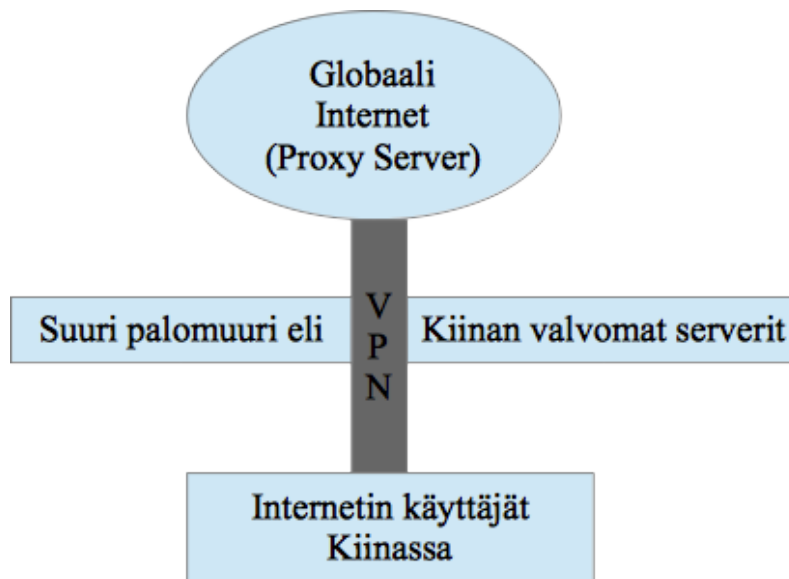 Globaali
Internet
(Proxy Server)
Suuri palomuuri eli
V
P
N
Kiinan valvomat serverit
Internetin käyttäjät
Kiinassa